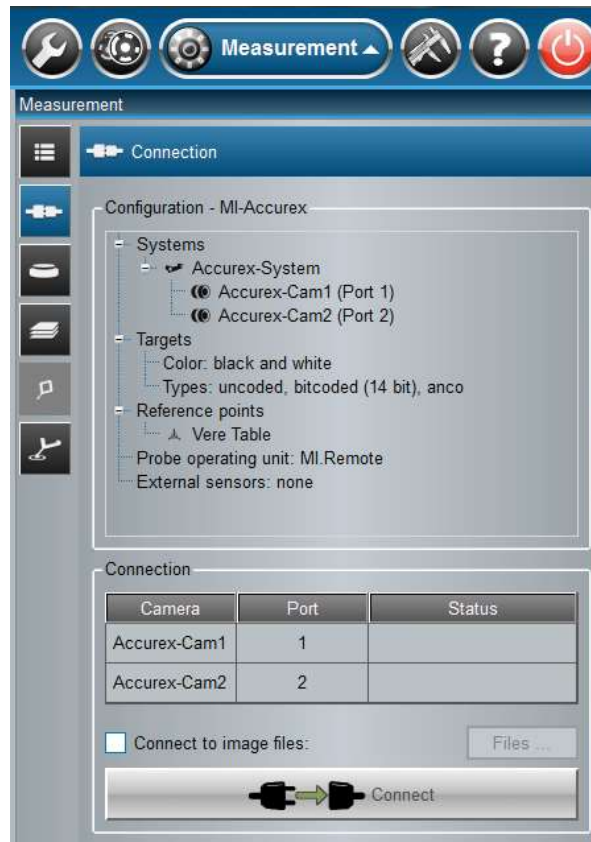 Measurement
Measurement
Connection
Configuration - MI-Accurex
Systems
Accurex-System
Accurex-Cam1 (Port 1)
Accurex-Cam2 (Port 2)
Targets
Color: black and white
Types: uncoded, bitcoded (14 bit), anco
Reference points
Vere Table
Probe operating unit: MI.Remote
External sensors: none
Connection
Camera Port Status
Accurex-Cam1 1
Accurex-Cam2 2
Connect to image files: Files ...
Connect